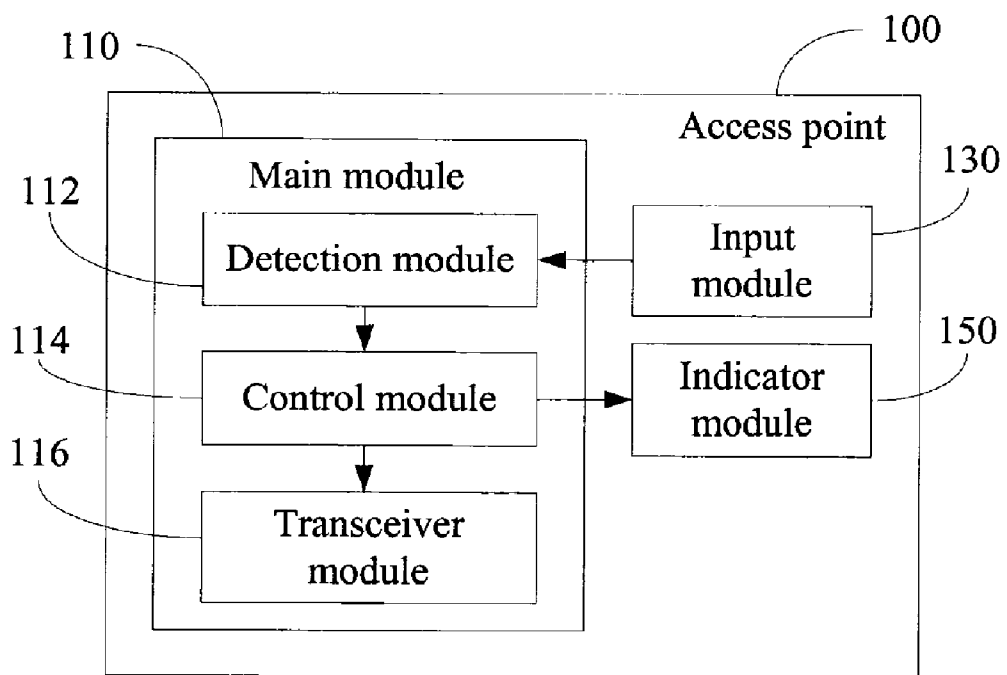 110
100
Access point
Main module
130
112
Detection module
Input
module
114
150
Control module
Indicator
module
116
Transceiver
module